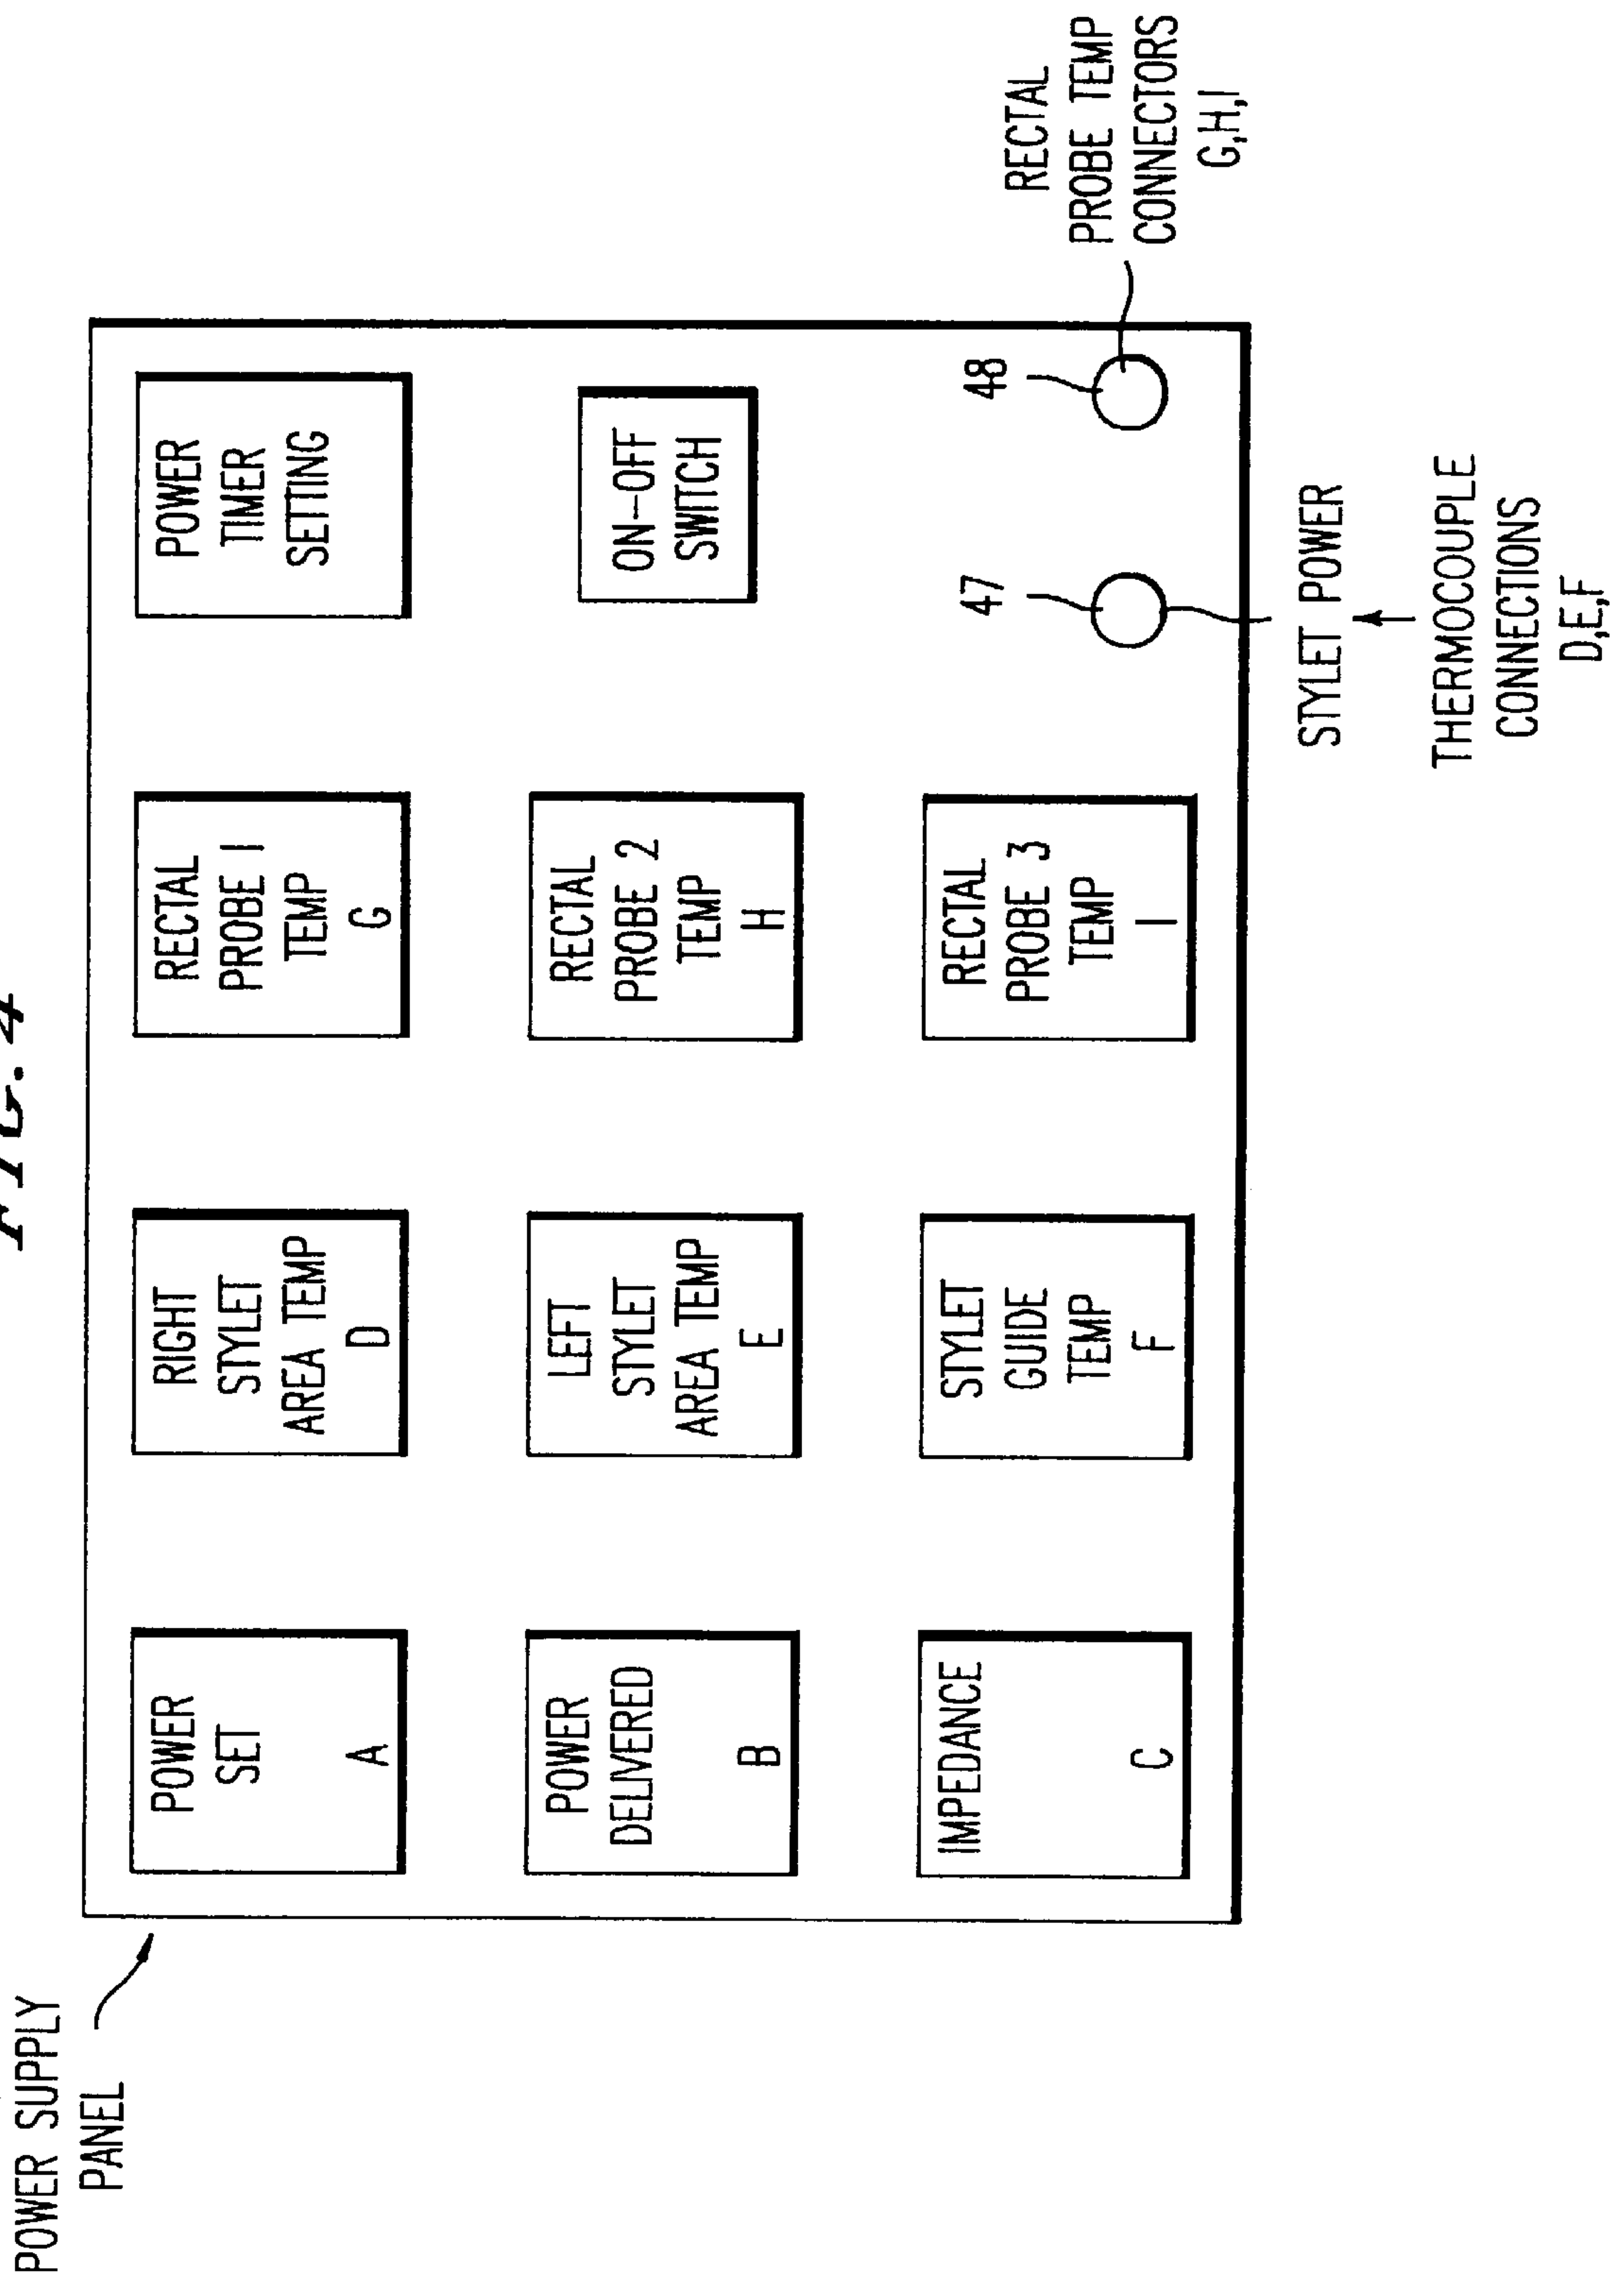 FIG. 4
POWER SUPPLY
PANEL
POWER
SET
A
RIGHT
STYLET
AREA TEMP
D
RECTAL
PROBE 1
TEMP
G
POWER
TIMER
SETTING
POWER
DELIVERED
B
LEFT
STYLET
AREA TEMP
E
RECTAL
PROBE 2
TEMP
H
ON-OFF
SWITCH
IMPEDANCE
C
STYLET
GUIDE
TEMP
F
RECTAL
PROBE 3
TEMP
I
47
48
RECTAL
PROBE TEMP
CONNECTORS
G,H,I
STYLET POWER
THERMOCOUPLE
CONNECTIONS
D,E,F